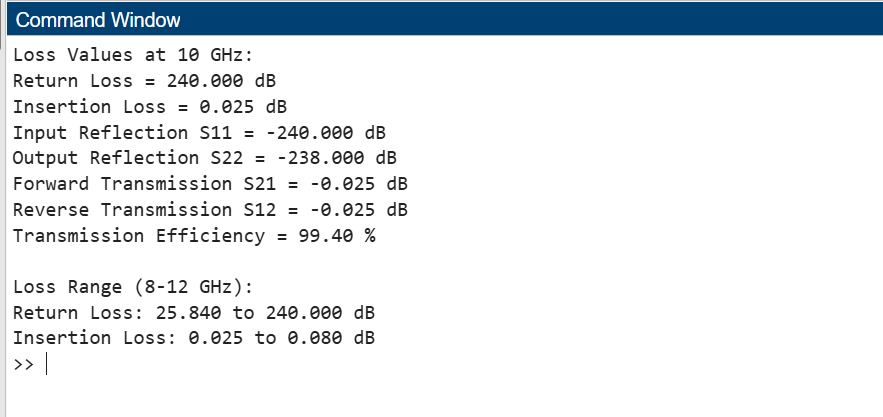 Command Window
Loss Values at 10 GHz:
Return Loss = 240.000 dB
Insertion Loss = 0.025 dB
Input Reflection S11 = -240.000 dB
Output Reflection S22 = -238.000 dB
Forward Transmission S21 = -0.025 dB
Reverse Transmission S12 = -0.025 dB
Transmission Efficiency = 99.40 %
Loss Range (8-12 GHz):
Return Loss: 25.840 to 240.000 dB
Insertion Loss: 0.025 to 0.080 dB
>>